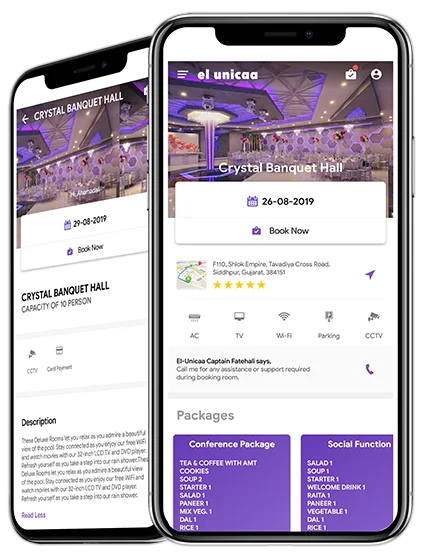 CRYSTAL BANQUET HALL
Hi, Ahemadav
29-08-2019
Book Now
CRYSTAL BANQUET HALL
CAPACITY OF 10 PERSON
CCTV
Card Payment
Description
These Deluxe Rooms let you relax as you admire a beautiful
view of the pool. Stay connected as you enjoy our free WiFi
and watch movies with our 32-inch LCD TV and DVD player.
Refresh yourself as you take a step into our rain shower.These
Deluxe Rooms let you relax as you admire a beautiful view
of the pool. Stay connected as you enjoy our free WiFi and
watch movies with our 32-inch LCD TV and DVD player.
Refresh yourself as you take a step into our rain shower.
Read Less
el unicaa
Crystal Banquet Hall
26-08-2019
Book Now
F110, Shlok Empire, Tavadiya Cross Road,
Siddhpur, Gujarat, 384151
AC
TV
Wi-Fi
Parking
CCTV
El-Unicaa Captain Fatehali says,
Call me for any assistance or support required
during booking room.
Packages
Conference Package
TEA & COFFEE WITH AMT
COOKIES
SOUP 2
STARTER 1
SALAD 1
PANEER 1
MIX VEG. 1
DAL 1
RICE 1
Social Function
SALAD 1
SOUP 1
STARTER 1
WELCOME DRINK 1
RAITA 1
PANEER 1
VEGETABLE 1
DAL 1
RICE 1